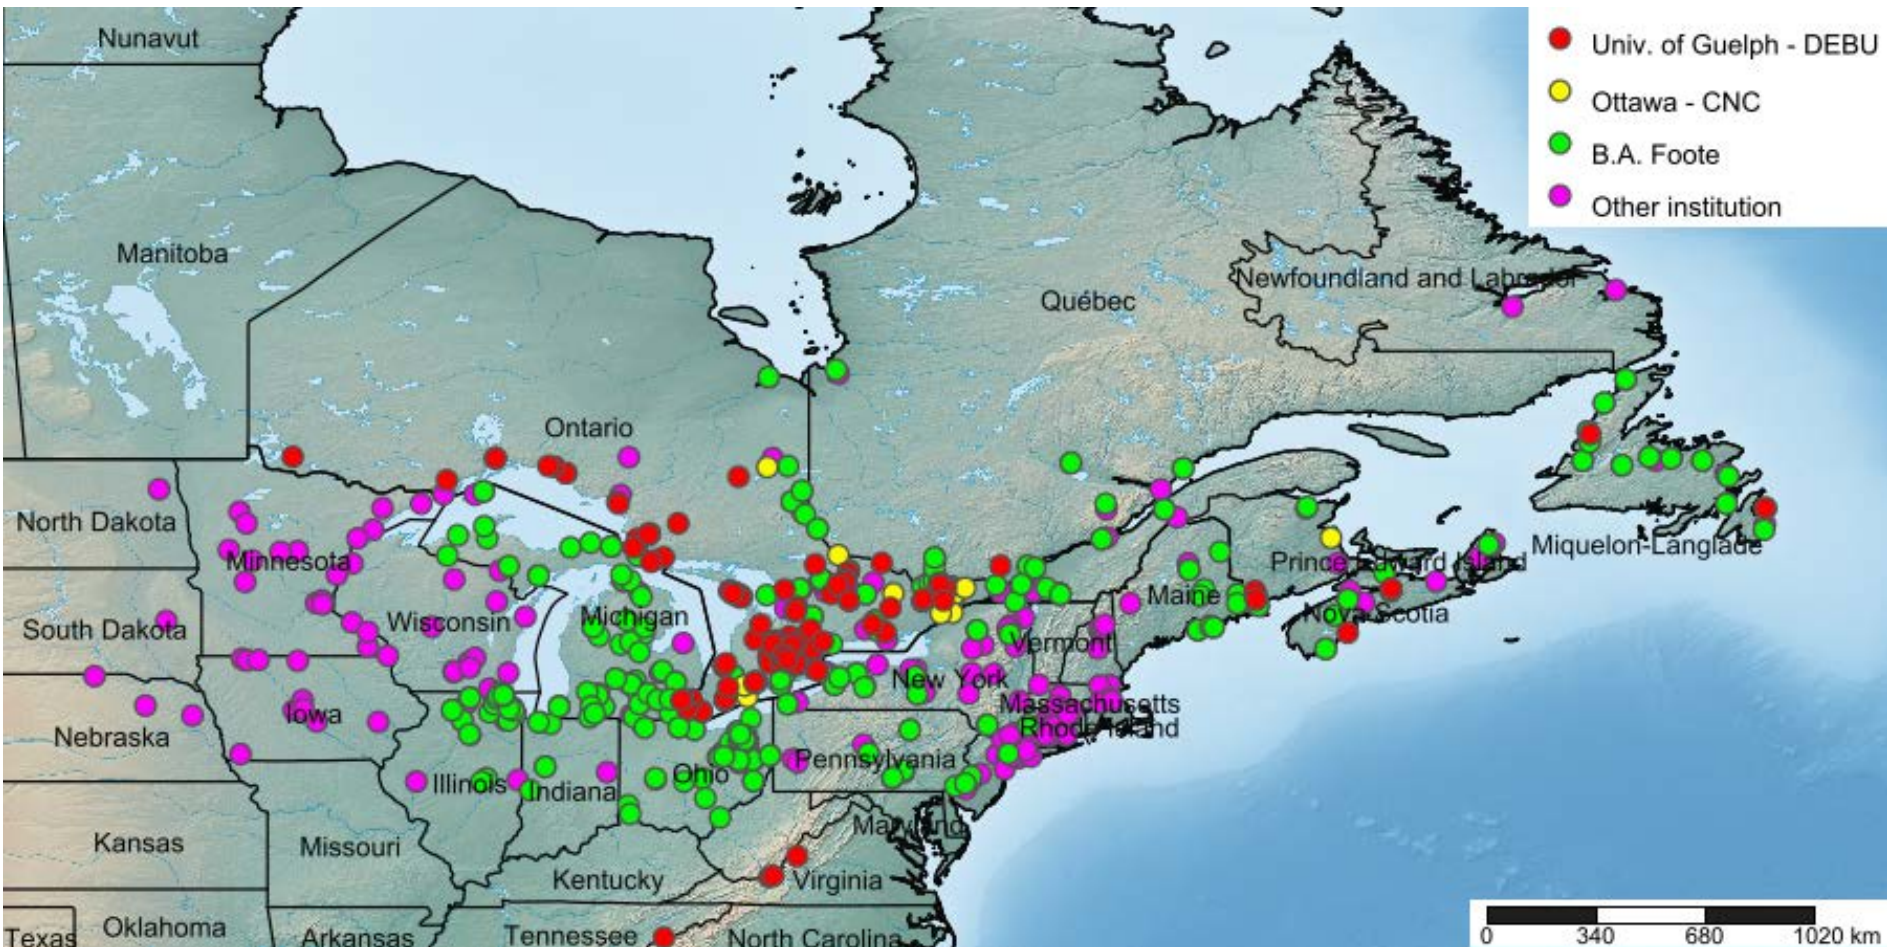 Nunavut
Univ. of Guelph - DEBU
Ottawa - CNC
B.A. Foote
Other institution
Manitoba
Newfoundland and Labrador
Québec
Ontario
North Dakota
Minnesota
Miquelon-Langlade
Prince Edward Island
Maine
Nova Scotia
Michigan
Wisconsin
South Dakota
Vermont
New York
Massachusetts
Iowa
Rhode Island
Nebraska
Pennsylvania
Ohio
Illinois
Indiana
Maryland
Kansas
Missouri
Kentucky
Virginia
Oklahoma
Texas
Arkansas
Tennessee
North Carolina
0 340 680 1020 km